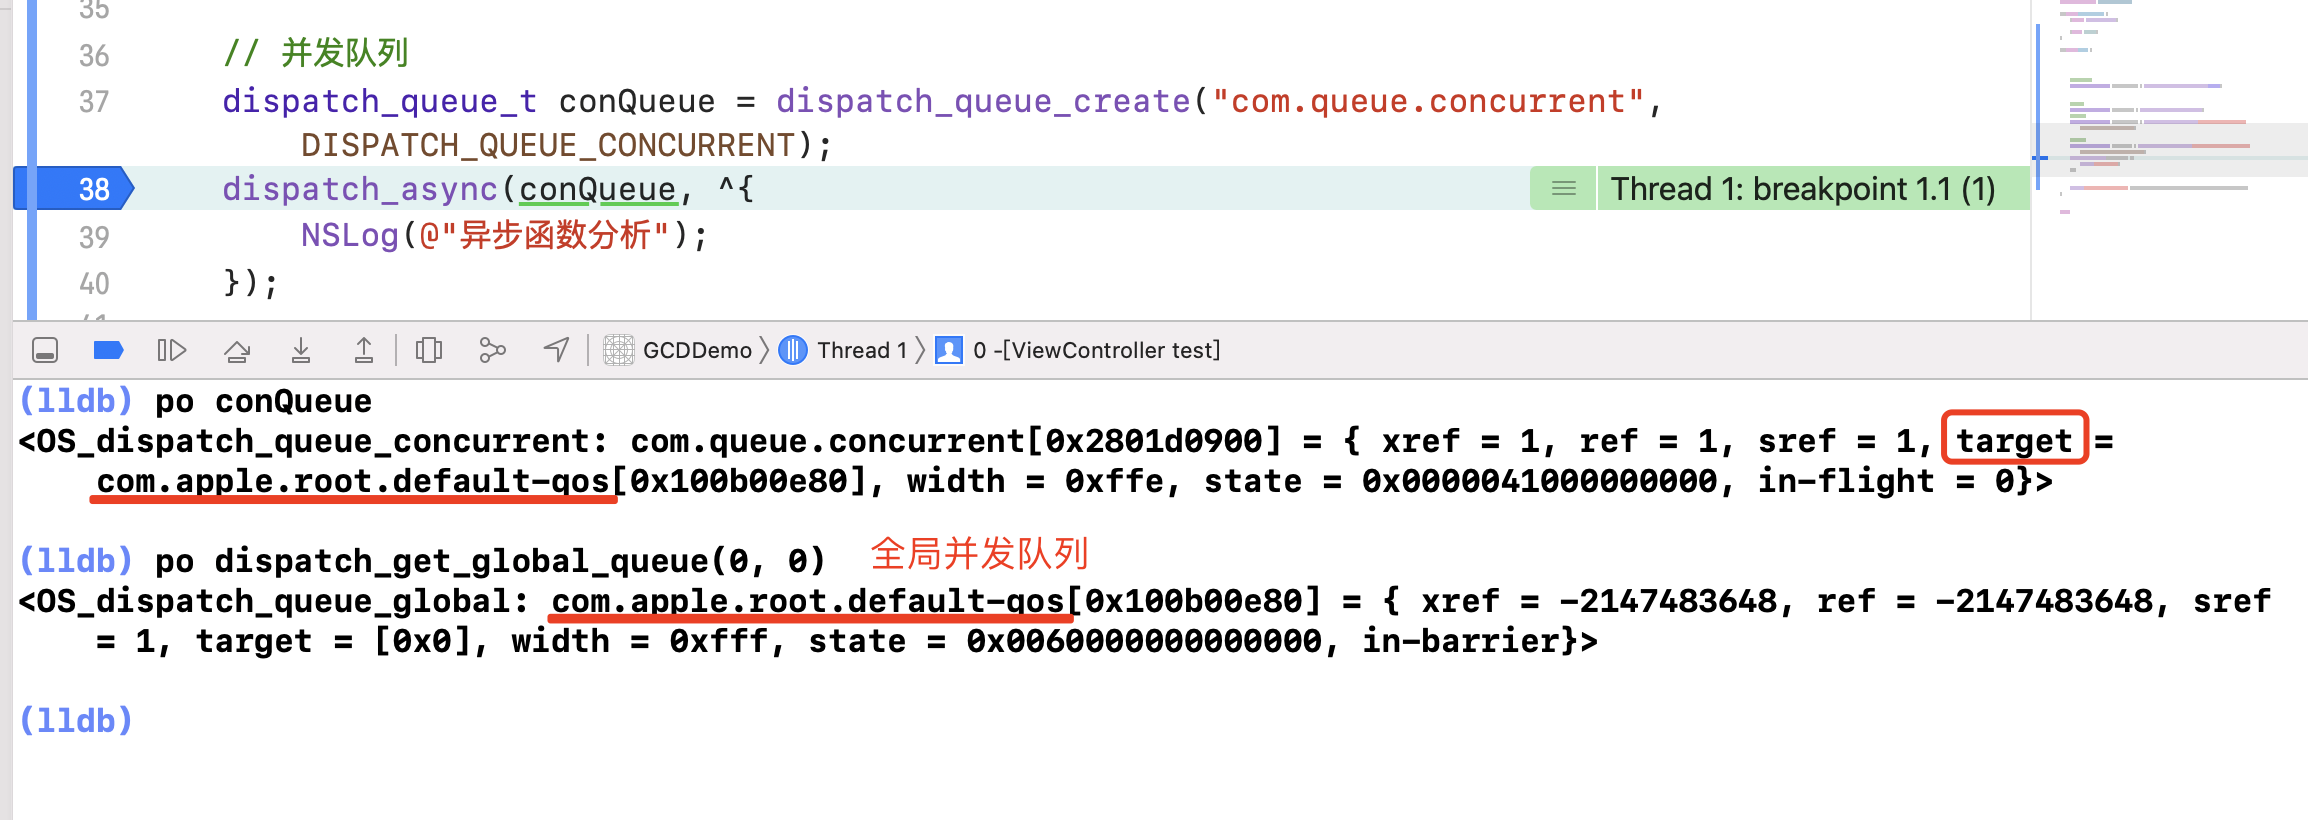 35
36 // 并发队列
37 dispatch_queue_t conQueue = dispatch_queue_create("com.queue.concurrent",
DISPATCH_QUEUE_CONCURRENT);
38 dispatch_async(conQueue, ^{ Thread 1: breakpoint 1.1 (1)
39 NSLog(@"异步函数分析");
40 });
41
GCDDemo 〉 Thread 1 〉 0 -[ViewController test]
(lldb) po conQueue
<OS_dispatch_queue_concurrent: com.queue.concurrent[0x2801d0900] = { xref = 1, ref = 1, sref = 1, target =
com.apple.root.default-qos[0x100b00e80], width = 0xffe, state = 0x0000041000000000, in-flight = 0}>
(lldb) po dispatch_get_global_queue(0, 0) 全局并发队列
<OS_dispatch_queue_global: com.apple.root.default-qos[0x100b00e80] = { xref = -2147483648, ref = -2147483648, sref
= 1, target = [0x0], width = 0xfff, state = 0x0060000000000000, in-barrier}>
(lldb)